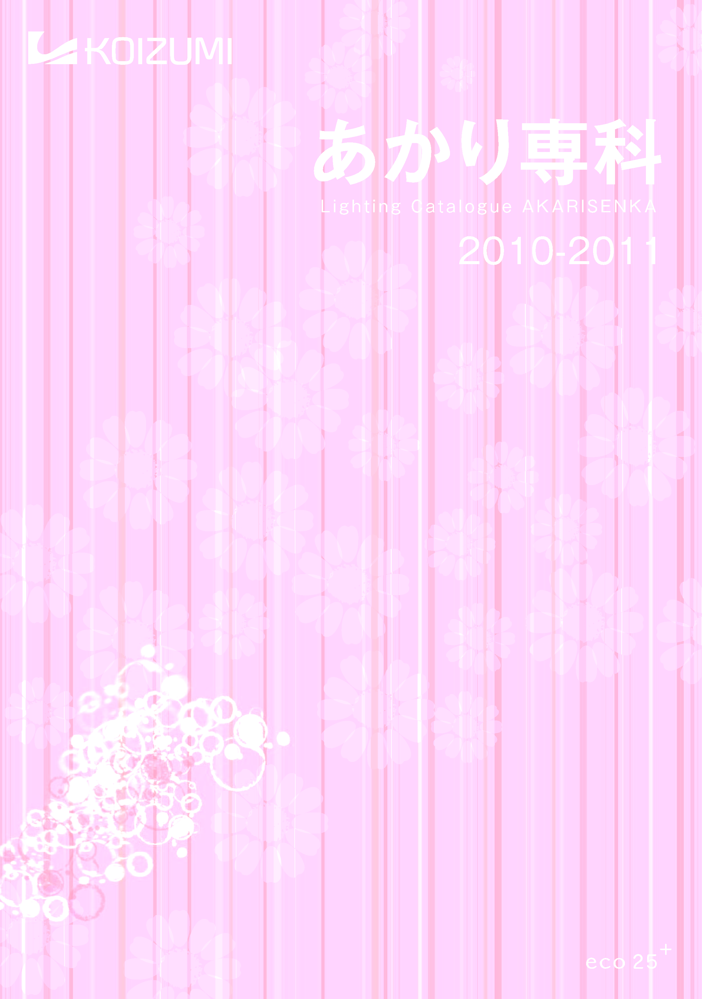 KOIZUMI
あかり専科
Lighting Catalogue AKARISENKA
2010-2011
eco 25+